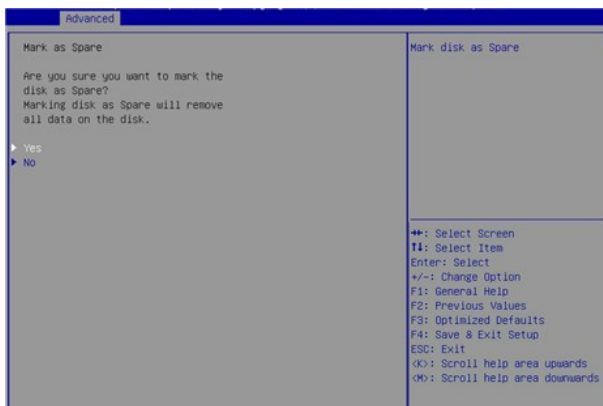 Advanced
Mark as Spare
Are you sure you want to mark the
disk as Spare?
Marking disk as Spare will remove
all data on the disk.
Yes
No
Mark disk as Spare
→←: Select Screen
↑↓: Select Item
Enter: Select
+/-: Change Option
F1: General Help
F2: Previous Values
F3: Optimized Defaults
F4: Save & Exit Setup
ESC: Exit
<K>: Scroll help area upwards
<M>: Scroll help area downwards